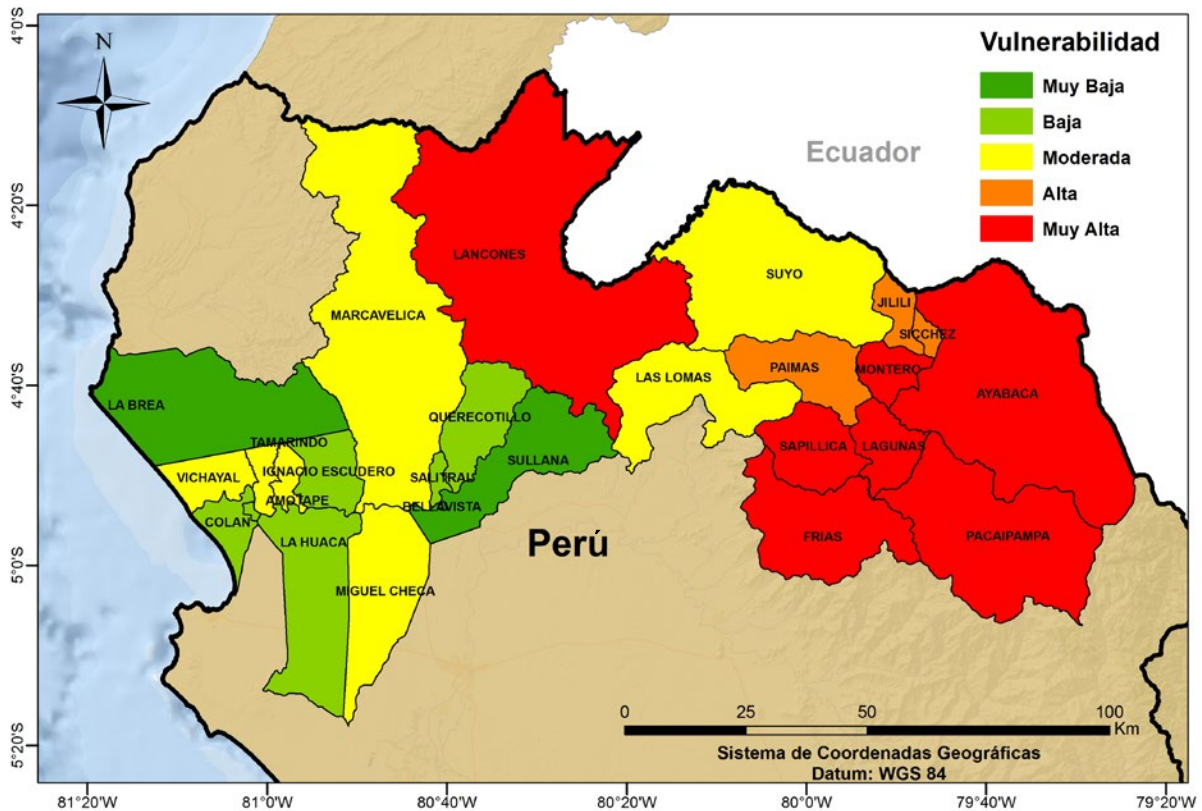 4°0'S
4°20'S
4°40'S
5°0'S
5°20'S
N
Vulnerabilidad
Muy Baja
Baja
Moderada
Alta
Muy Alta
Ecuador
LANCONES
SUYO
JILILI
MARCAVELICA
SICCHEZ
PAIMAS
MONTERO
LAS LOMAS
AYABACA
LA BREA
QUERECOTILLO
TAMARINDO
SAPILLICA
LAGUNAS
SULLANA
IGNACIO ESCUDERO
VICHAYAL
SALITRAL
AMOTAPE
BELLAVISTA
COLAN
LA HUACA
Perú
FRIAS
PACAIPAMPA
MIGUEL CHECA
0 25 50 100
Km
Sistema de Coordenadas Geográficas
Datum: WGS 84
81°20'W 81°0'W 80°40'W 80°20'W 80°0'W 79°40'W 79°20'W